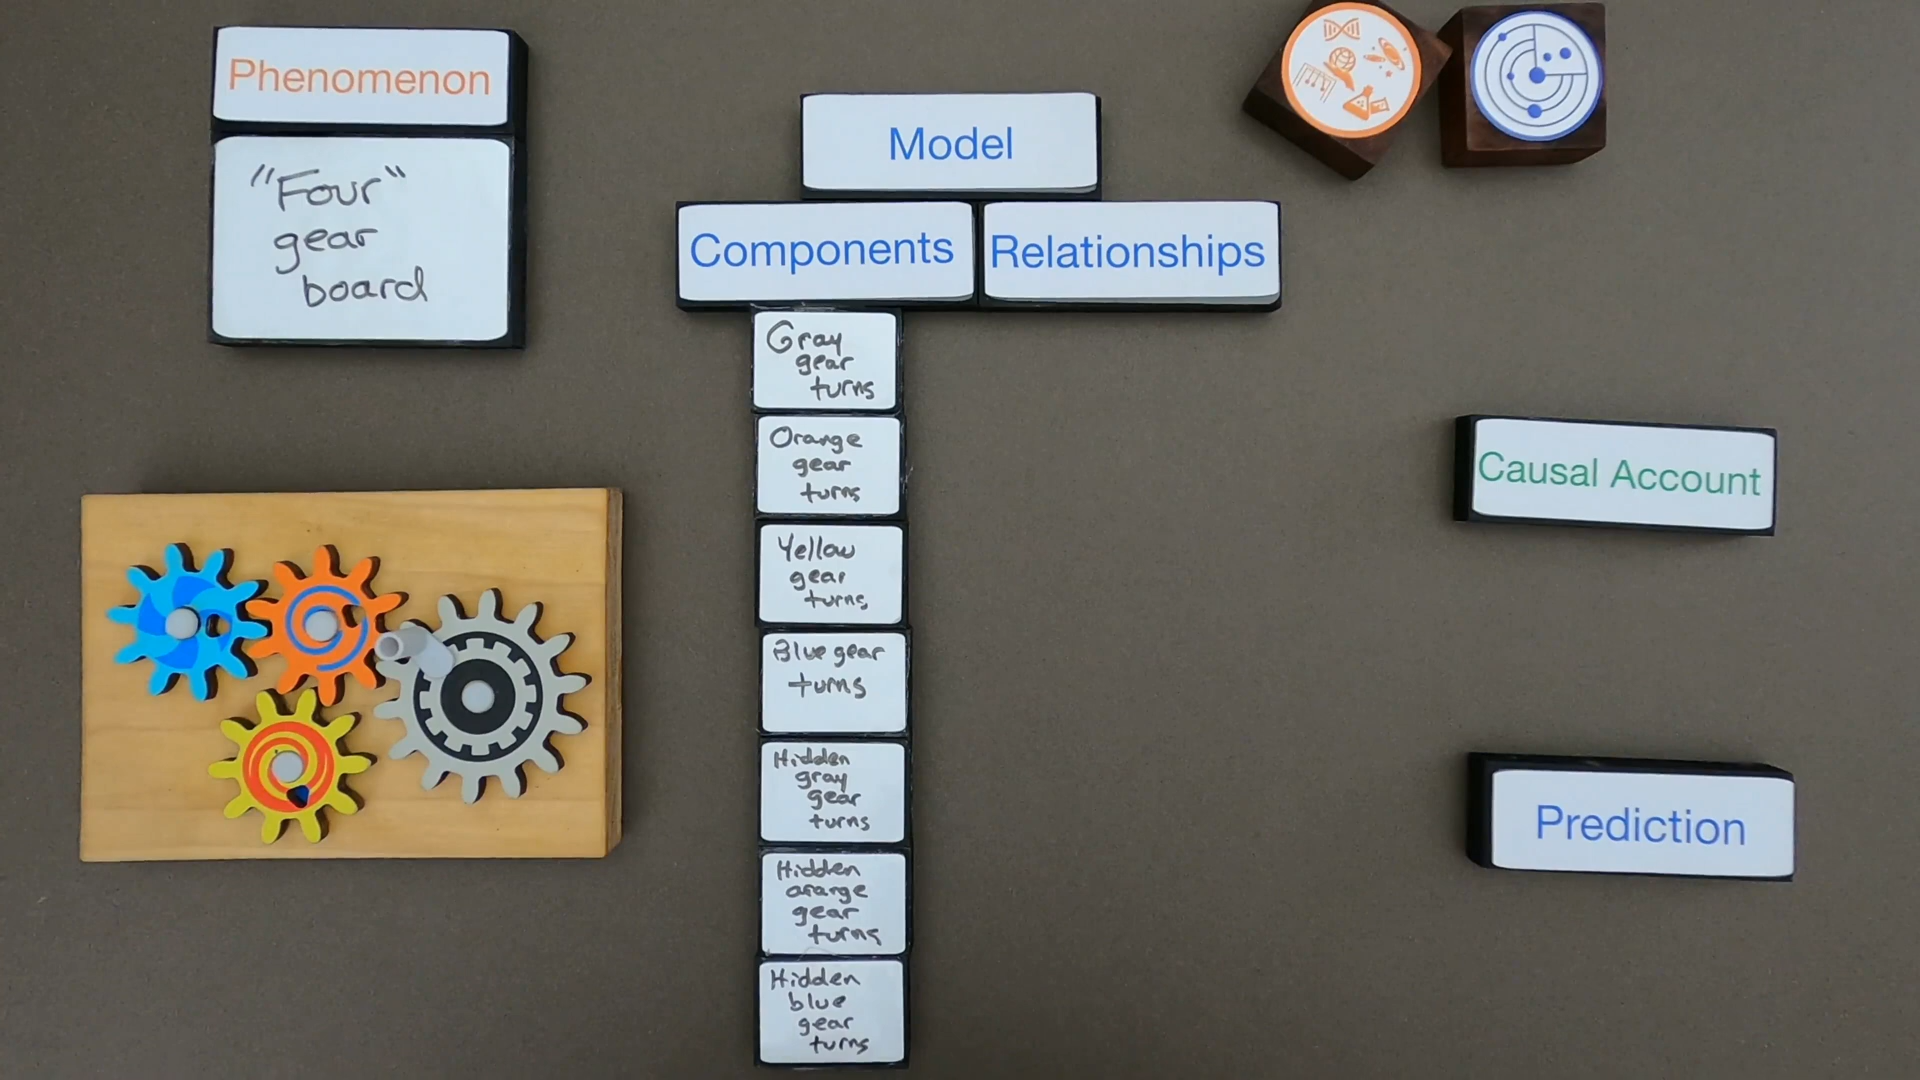 Phenomenon
"Four"
gear
board
Model
Components
Relationships
Gray
gear
turns
Orange
gear
turns
Yellow
gear
turns
Blue gear
turns
Hidden
gray
gear
turns
Hidden
orange
gear
turns
Hidden
blue
gear
turns
Causal Account
Prediction